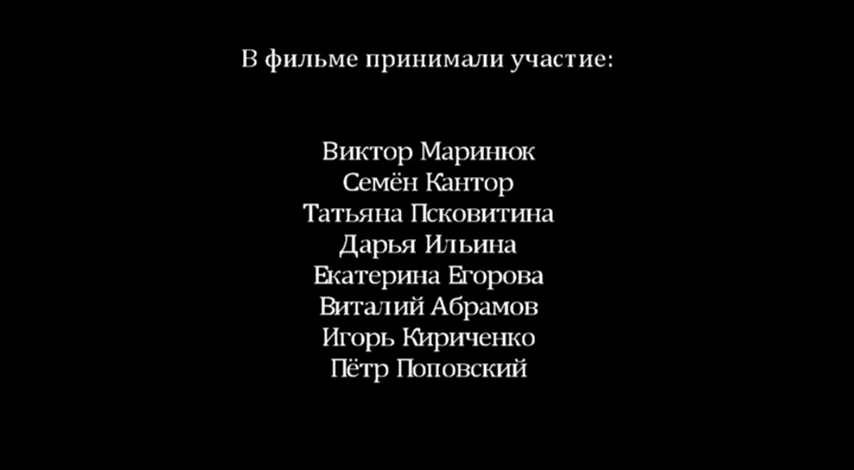 В фильме принимали участие:
Виктор Маринюк
Семён Кантор
Татьяна Псковитина
Дарья Ильина
Екатерина Егорова
Виталий Абрамов
Игорь Кириченко
Пётр Поповский